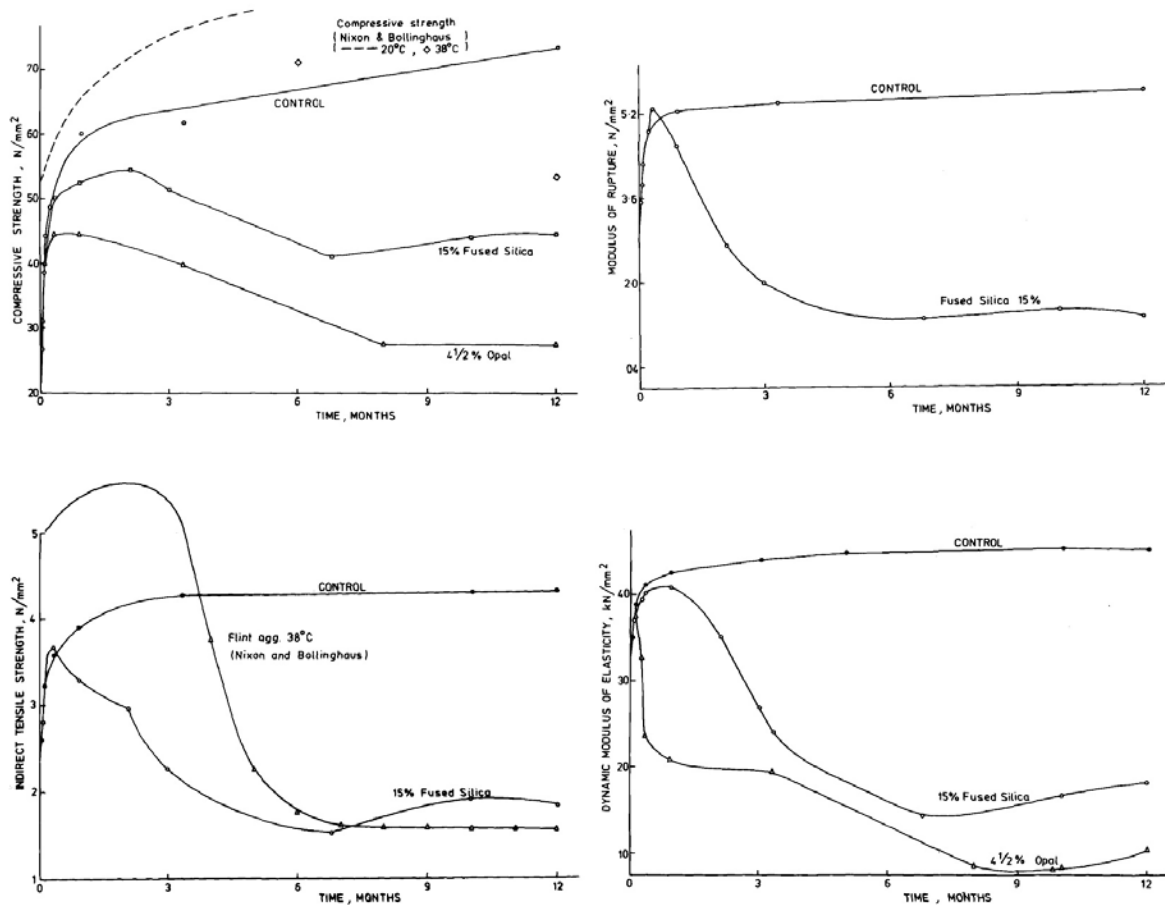 Compressive strength
( Nixon & Bollinghaus )
( ---- 20°C , ◇ 38°C )
CONTROL
15% Fused Silica
4 1/2 % Opal
COMPRESSIVE STRENGTH , N/mm²
70
60
50
40
30
20
0
3
6
9
12
TIME , MONTHS
CONTROL
Fused Silica 15%
MODULUS OF RUPTURE, N/mm²
5·2
3·6
20
04
0
3
6
9
12
TIME , MONTHS
CONTROL
Flint agg. 38°C
(Nixon and Bollinghaus)
15% Fused Silica
INDIRECT TENSILE STRENGTH , N/mm²
5
4
3
2
1
0
3
6
9
12
TIME , MONTHS
CONTROL
15% Fused Silica
4 1/2 % Opal
DYNAMIC MODULUS OF ELASTICITY, kN/mm²
40
30
20
10
0
3
6
9
12
TIME , MONTHS